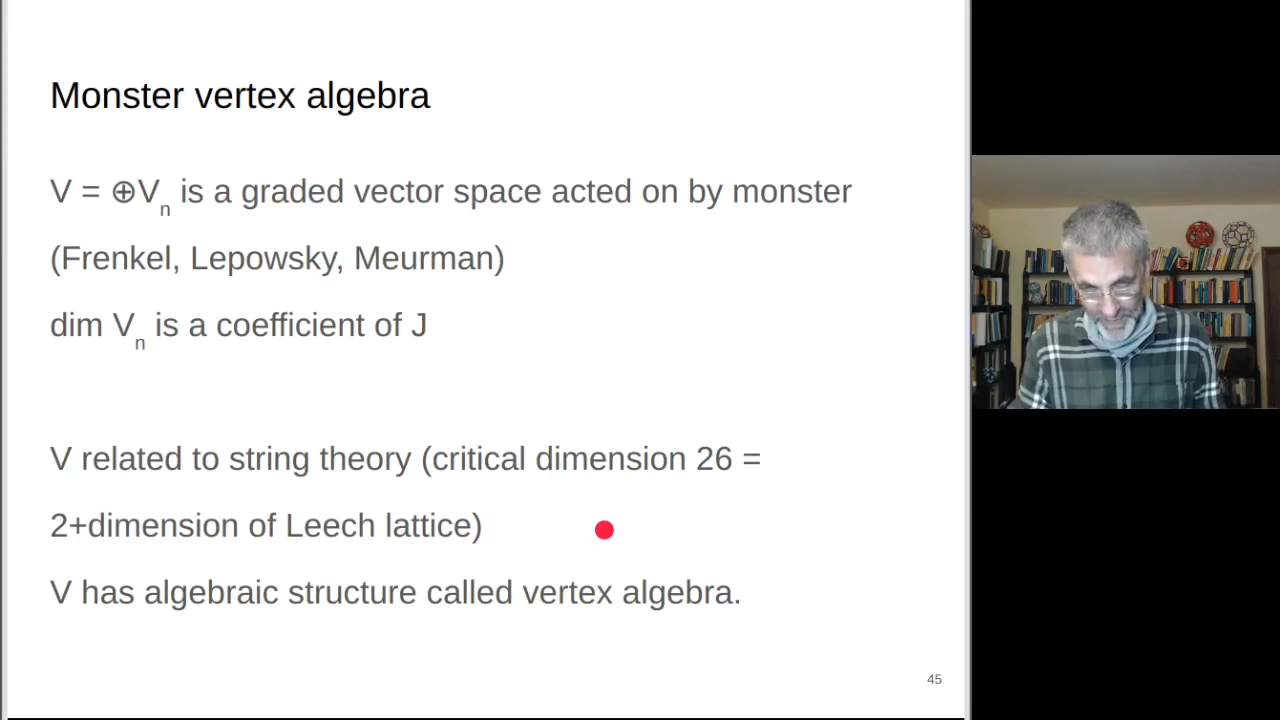 Monster vertex algebra
V = ⊕Vn is a graded vector space acted on by monster
(Frenkel, Lepowsky, Meurman)
dim Vn is a coefficient of J
V related to string theory (critical dimension 26 =
2+dimension of Leech lattice)
V has algebraic structure called vertex algebra.
45